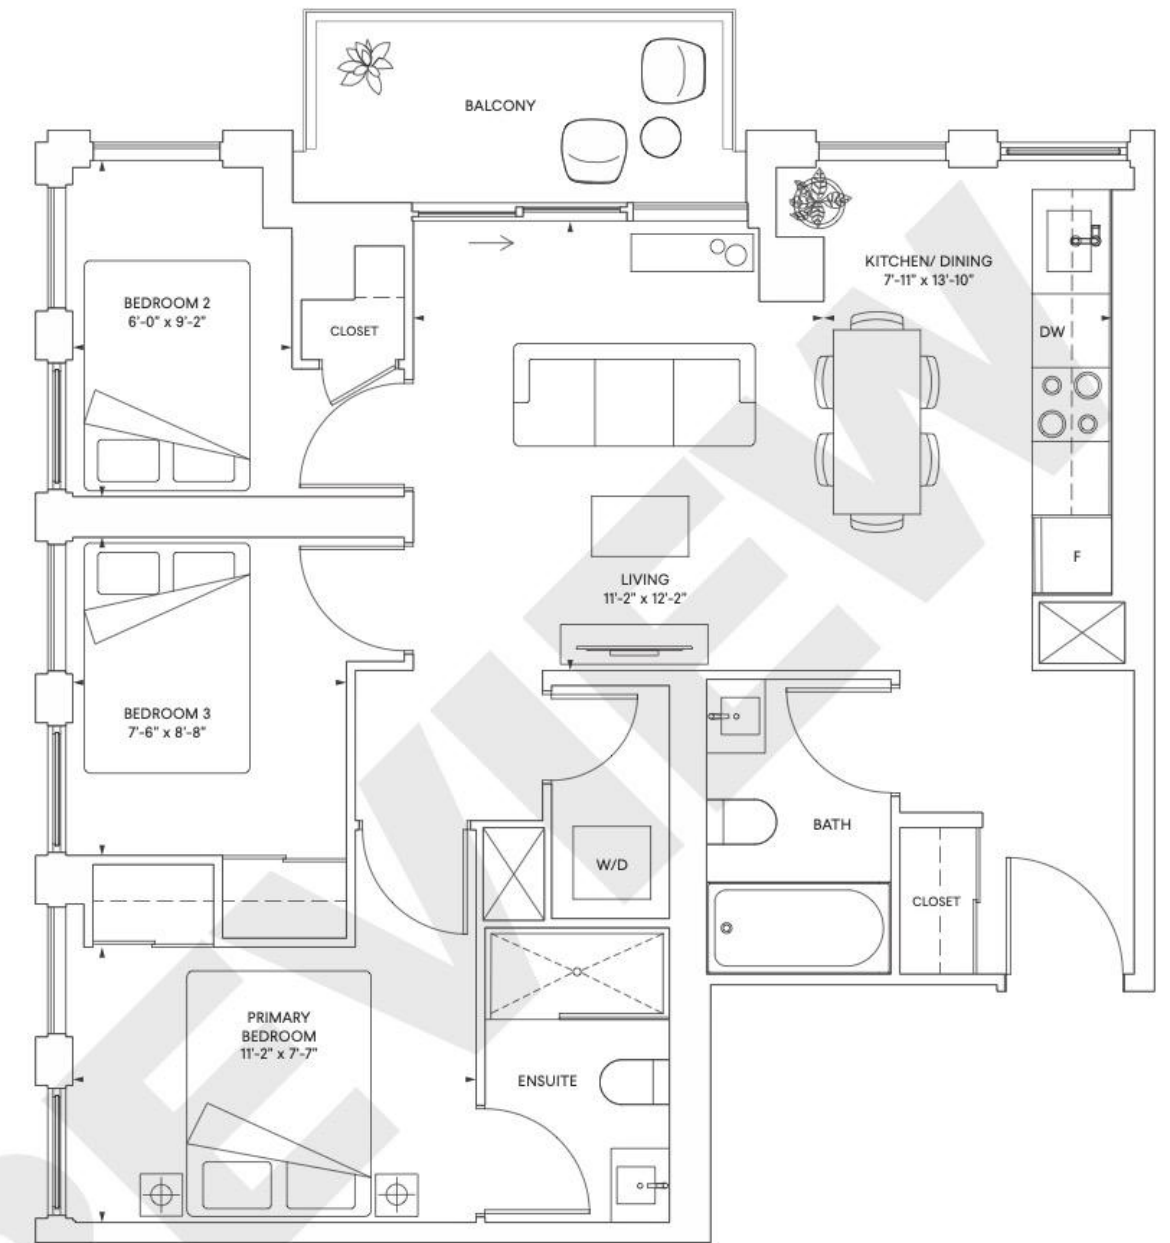 BALCONY
KITCHEN/ DINING
7'-11" x 13'-10"
BEDROOM 2
6'-0" x 9'-2"
CLOSET
DW
F
LIVING
11'-2" x 12'-2"
BEDROOM 3
7'-6" x 8'-8"
BATH
W/D
CLOSET
PRIMARY
BEDROOM
11'-2" x 7'-7"
ENSUITE
PREVIEW